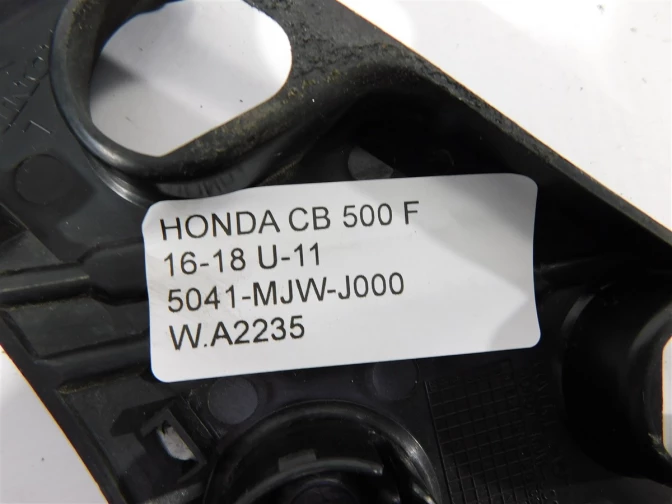 HONDA CB 500 F
16-18 U-11
5041-MJW-J000
W.A2235